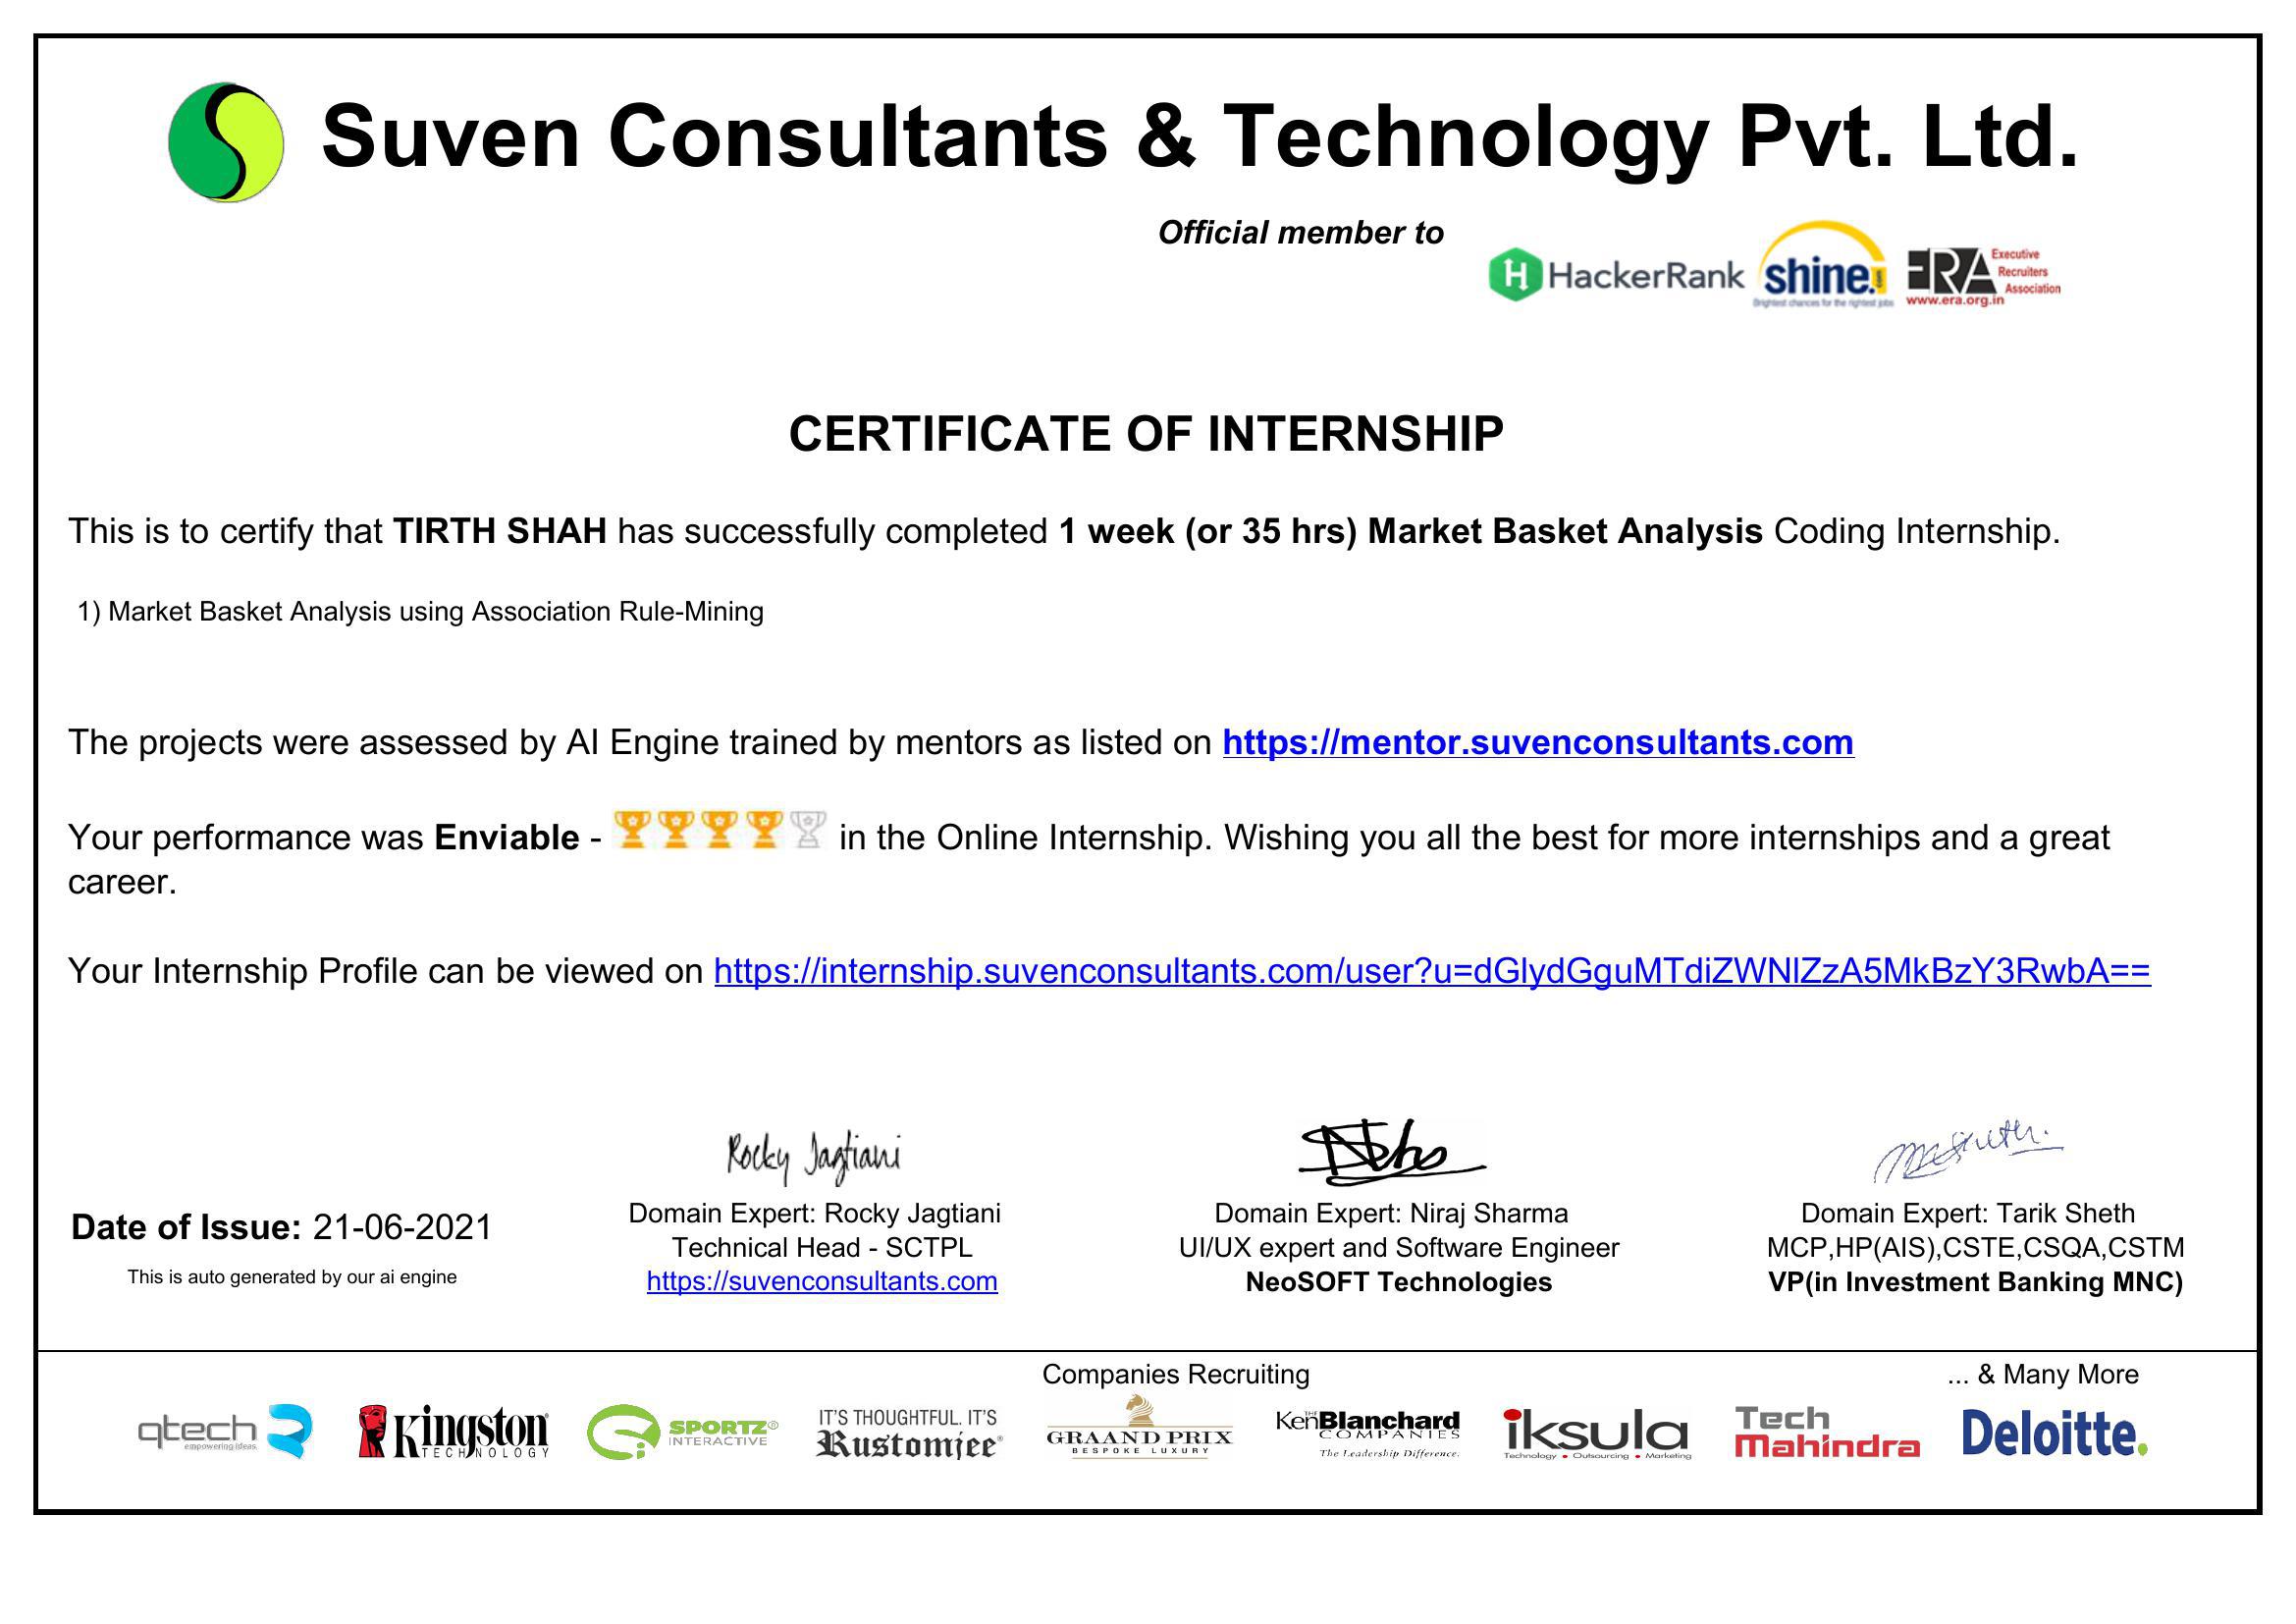 Suven Consultants & Technology Pvt. Ltd.
Official member to
HackerRank
shine.com
Brightest chances for the rightest jobs
ERA Executive
Recruiters
Association
www.era.org.in
CERTIFICATE OF INTERNSHIP
This is to certify that TIRTH SHAH has successfully completed 1 week (or 35 hrs) Market Basket Analysis Coding Internship.
1) Market Basket Analysis using Association Rule-Mining
The projects were assessed by AI Engine trained by mentors as listed on https://mentor.suvenconsultants.com
Your performance was Enviable - in the Online Internship. Wishing you all the best for more internships and a great
career.
Your Internship Profile can be viewed on https://internship.suvenconsultants.com/user?u=dGlydGguMTdiZWNlZzA5MkBzY3RwbA==
Rocky Jagtiani
Date of Issue: 21-06-2021
This is auto generated by our ai engine
Domain Expert: Rocky Jagtiani
Technical Head - SCTPL
https://suvenconsultants.com
Domain Expert: Niraj Sharma
UI/UX expert and Software Engineer
NeoSOFT Technologies
Domain Expert: Tarik Sheth
MCP,HP(AIS),CSTE,CSQA,CSTM
VP(in Investment Banking MNC)
Companies Recruiting
... & Many More
qtech
empowering ideas.
Kingston
TECHNOLOGY
SPORTZ®
INTERACTIVE
IT'S THOUGHTFUL. IT'S
Rustomjee®
GRAAND PRIX
BESPOKE LUXURY
THE
KenBlanchard
COMPANIES
The Leadership Difference.
iksula
Technology • Outsourcing • Marketing
Tech
Mahindra
Deloitte.